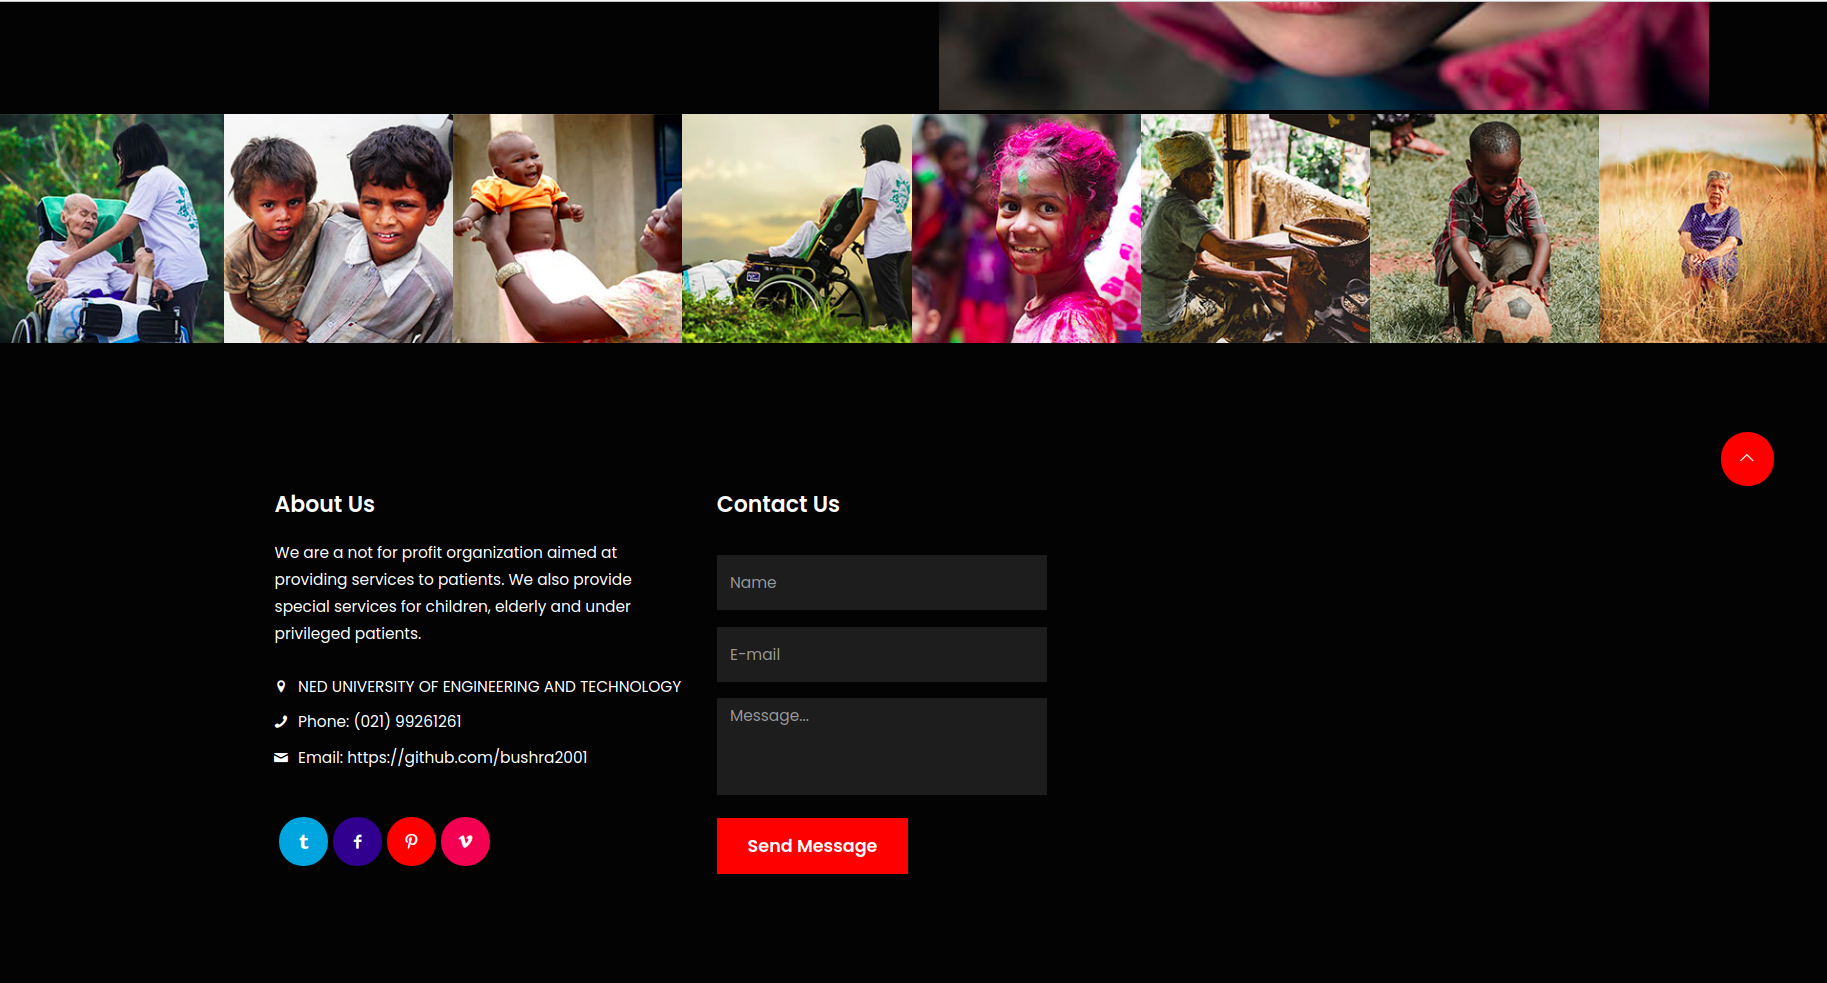 About Us
We are a not for profit organization aimed at
providing services to patients. We also provide
special services for children, elderly and under
privileged patients.
NED UNIVERSITY OF ENGINEERING AND TECHNOLOGY
Phone: (021) 99261261
Email: https://github.com/bushra2001
Contact Us
Name
E-mail
Message...
Send Message